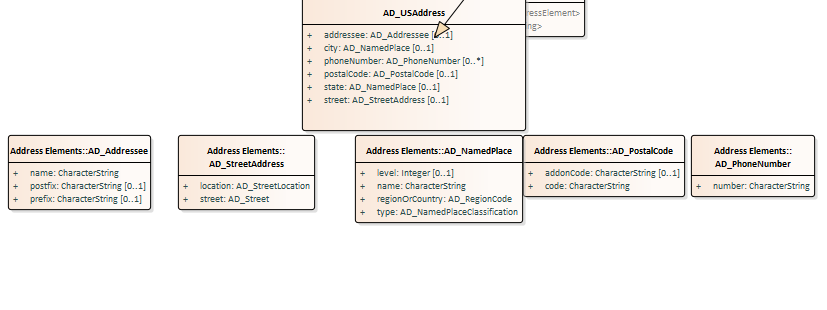 AD_USAddress
+ addressee: AD_Addressee [0..1]
+ city: AD_NamedPlace [0..1]
+ phoneNumber: AD_PhoneNumber [0..*]
+ postalCode: AD_PostalCode [0..1]
+ state: AD_NamedPlace [0..1]
+ street: AD_StreetAddress [0..1]
ressElement>
ng>
Address Elements::AD_Addressee
+ name: CharacterString
+ postfix: CharacterString [0..1]
+ prefix: CharacterString [0..1]
Address Elements::
AD_StreetAddress
+ location: AD_StreetLocation
+ street: AD_Street
Address Elements::AD_NamedPlace
+ level: Integer [0..1]
+ name: CharacterString
+ regionOrCountry: AD_RegionCode
+ type: AD_NamedPlaceClassification
Address Elements::AD_PostalCode
+ addonCode: CharacterString [0..1]
+ code: CharacterString
Address Elements::
AD_PhoneNumber
+ number: CharacterString